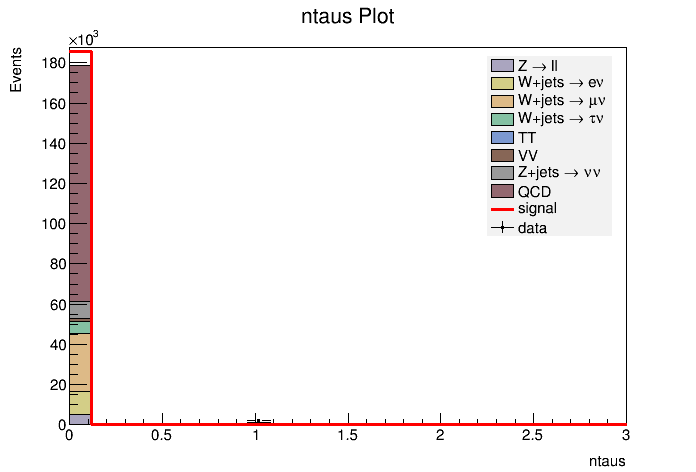 ntaus Plot
×10³
Events
180
160
140
120
100
80
60
40
20
0
0 0.5 1 1.5 2 2.5 3
ntaus
Z → ll
W+jets → eν
W+jets → μν
W+jets → τν
TT
VV
Z+jets → νν
QCD
signal
data